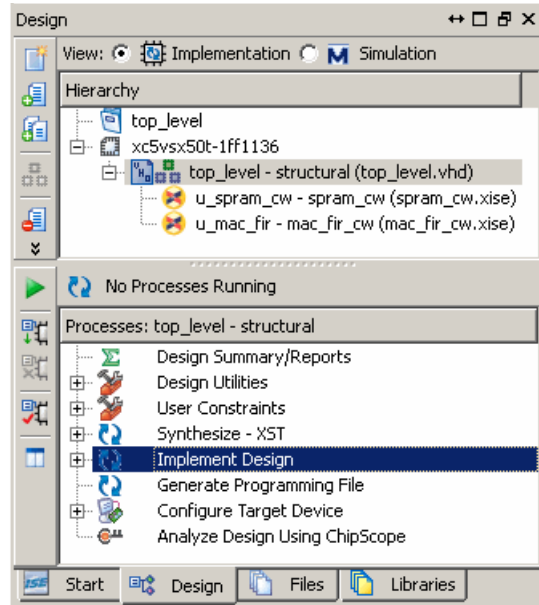 Design
View: Implementation Simulation
Hierarchy
top_level
xc5vsx50t-1ff1136
top_level - structural (top_level.vhd)
u_spram_cw - spram_cw (spram_cw.xise)
u_mac_fir - mac_fir_cw (mac_fir_cw.xise)
No Processes Running
Processes: top_level - structural
Design Summary/Reports
Design Utilities
User Constraints
Synthesize - XST
Implement Design
Generate Programming File
Configure Target Device
Analyze Design Using ChipScope
ISE Start Design Files Libraries